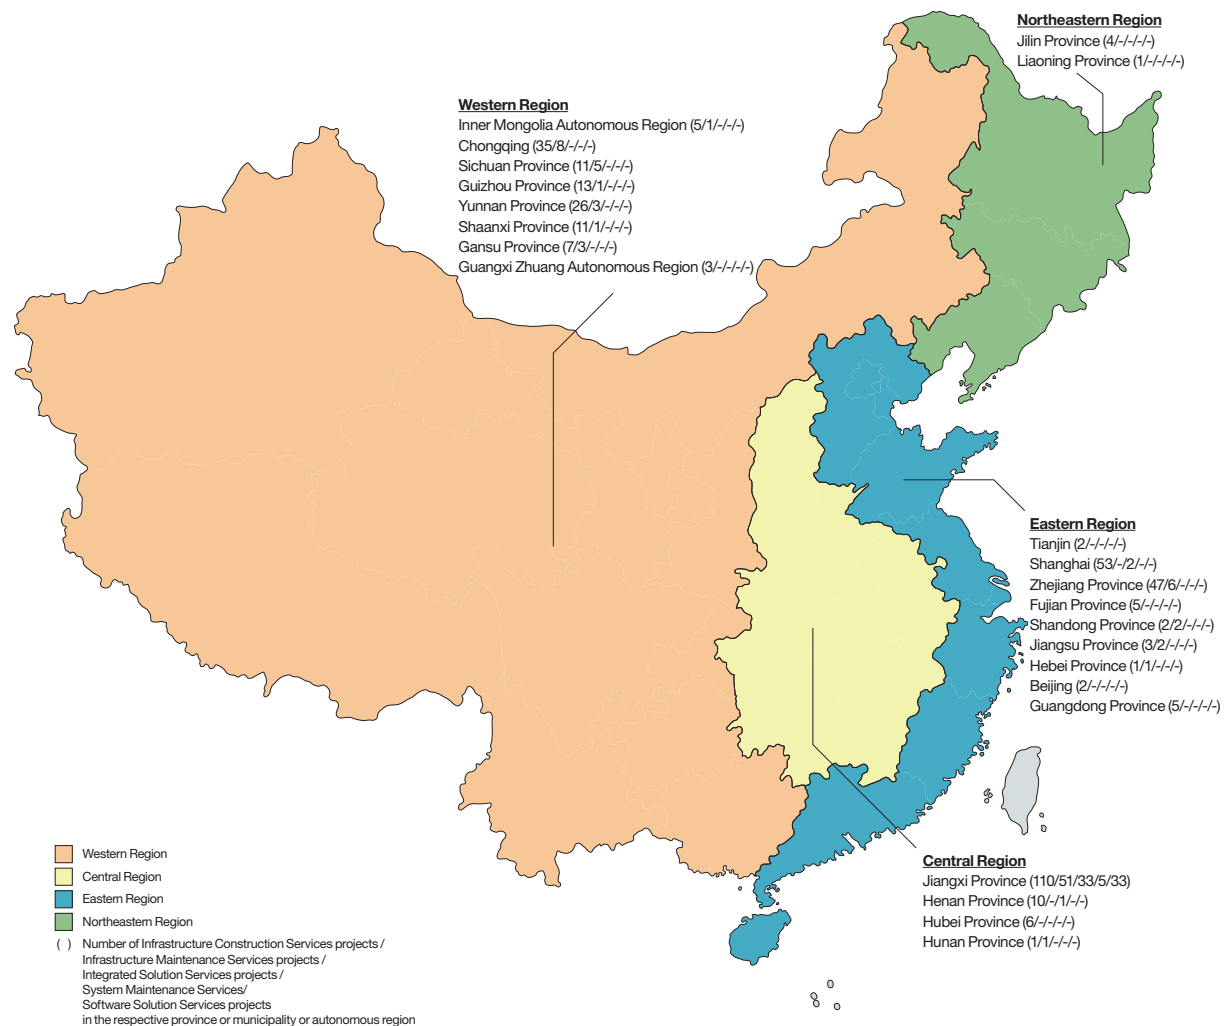 Northeastern Region
Jilin Province (4/-/-/-/-)
Liaoning Province (1/-/-/-/-)
Western Region
Inner Mongolia Autonomous Region (5/1/-/-/-)
Chongqing (35/8/-/-/-)
Sichuan Province (11/5/-/-/-)
Guizhou Province (13/1/-/-/-)
Yunnan Province (26/3/-/-/-)
Shaanxi Province (11/1/-/-/-)
Gansu Province (7/3/-/-/-)
Guangxi Zhuang Autonomous Region (3/-/-/-/-)
Eastern Region
Tianjin (2/-/-/-/-)
Shanghai (53/-/2/-/-)
Zhejiang Province (47/6/-/-/-)
Fujian Province (5/-/-/-/-)
Shandong Province (2/2/-/-/-)
Jiangsu Province (3/2/-/-/-)
Hebei Province (1/1/-/-/-)
Beijing (2/-/-/-/-)
Guangdong Province (5/-/-/-/-)
Central Region
Jiangxi Province (110/51/33/5/33)
Henan Province (10/-/1/-/-)
Hubei Province (6/-/-/-/-)
Hunan Province (1/1/-/-/-)
Western Region
Central Region
Eastern Region
Northeastern Region
( ) Number of Infrastructure Construction Services projects /
Infrastructure Maintenance Services projects /
Integrated Solution Services projects /
System Maintenance Services/
Software Solution Services projects
in the respective province or municipality or autonomous region